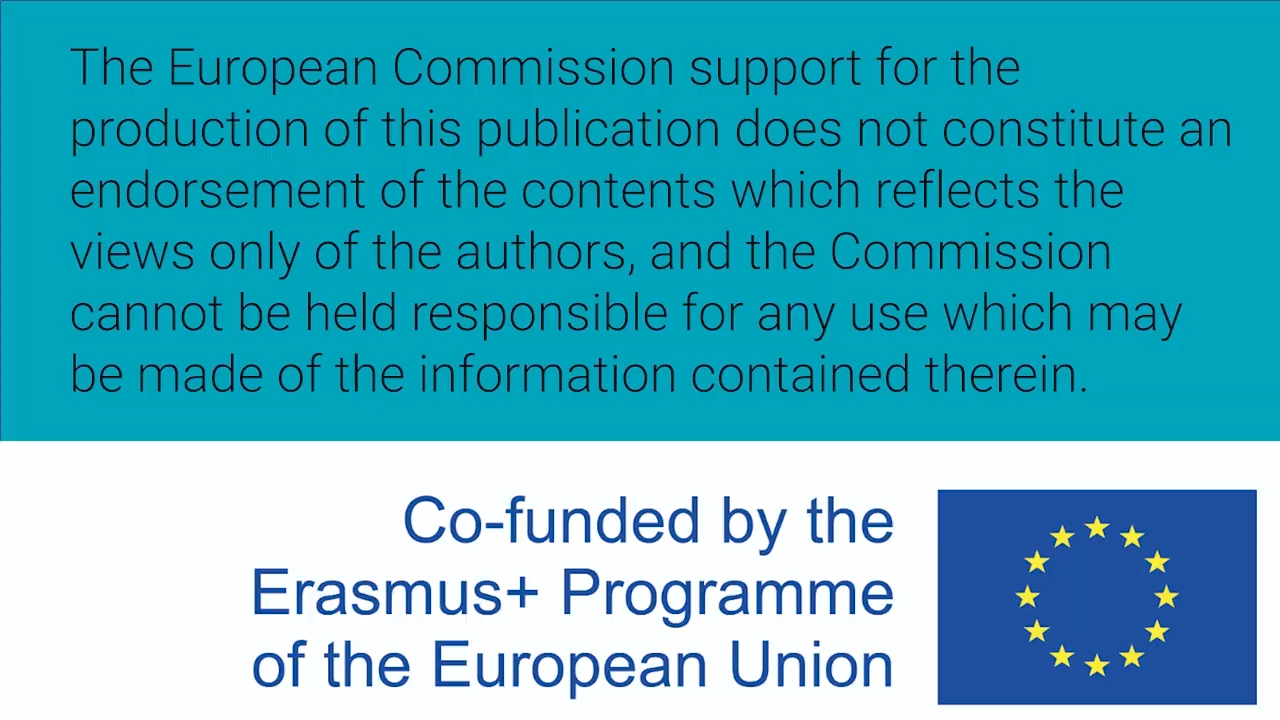 The European Commission support for the
production of this publication does not constitute an
endorsement of the contents which reflects the
views only of the authors, and the Commission
cannot be held responsible for any use which may
be made of the information contained therein.
Co-funded by the
Erasmus+ Programme
of the European Union